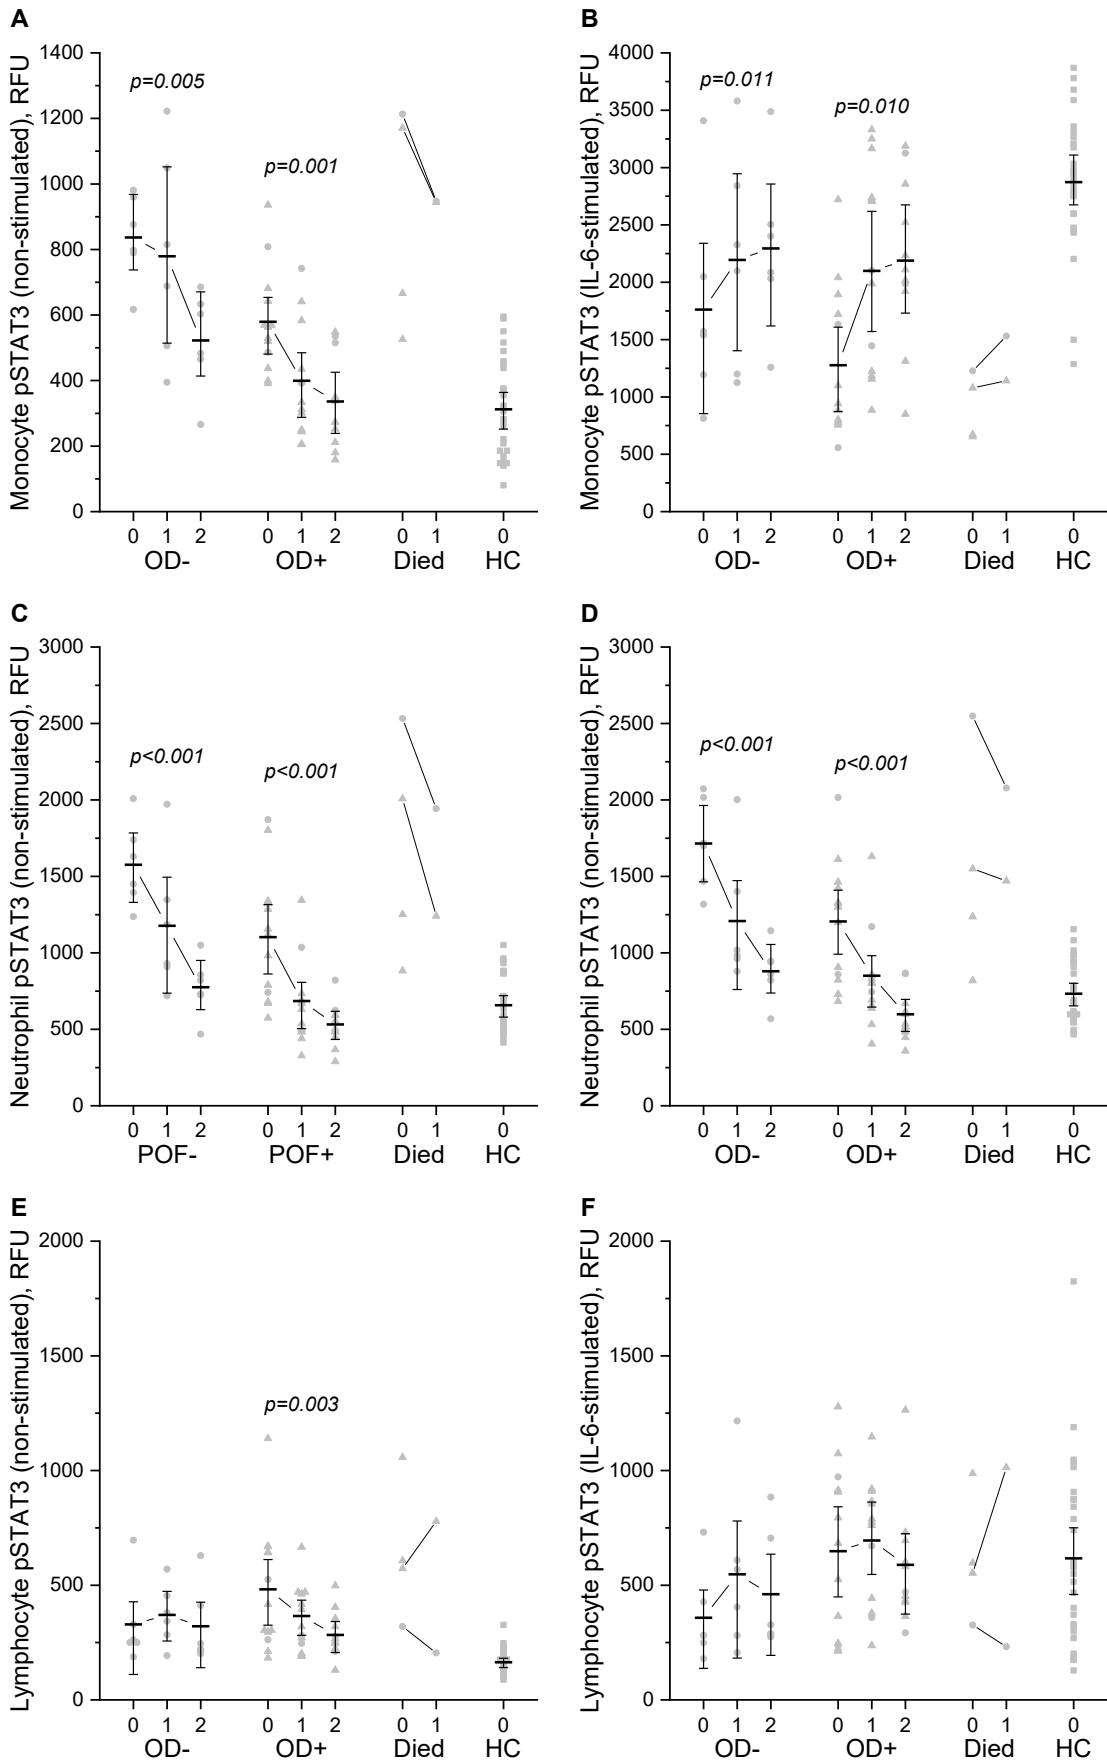 A
Monocyte pSTAT3 (non-stimulated), RFU
1400
1200
1000
800
600
400
200
0
p=0.005
p=0.001
0 1 2 0 1 2 0 1 0
OD- OD+ Died HC
B
Monocyte pSTAT3 (IL-6-stimulated), RFU
4000
3500
3000
2500
2000
1500
1000
500
0
p=0.011
p=0.010
0 1 2 0 1 2 0 1 0
OD- OD+ Died HC
C
Neutrophil pSTAT3 (non-stimulated), RFU
3000
2500
2000
1500
1000
500
0
p<0.001
p<0.001
0 1 2 0 1 2 0 1 0
POF- POF+ Died HC
D
Neutrophil pSTAT3 (non-stimulated), RFU
3000
2500
2000
1500
1000
500
0
p<0.001
p<0.001
0 1 2 0 1 2 0 1 0
OD- OD+ Died HC
E
Lymphocyte pSTAT3 (non-stimulated), RFU
2000
1500
1000
500
0
p=0.003
0 1 2 0 1 2 0 1 0
OD- OD+ Died HC
F
Lymphocyte pSTAT3 (IL-6-stimulated), RFU
2000
1500
1000
500
0
0 1 2 0 1 2 0 1 0
OD- OD+ Died HC